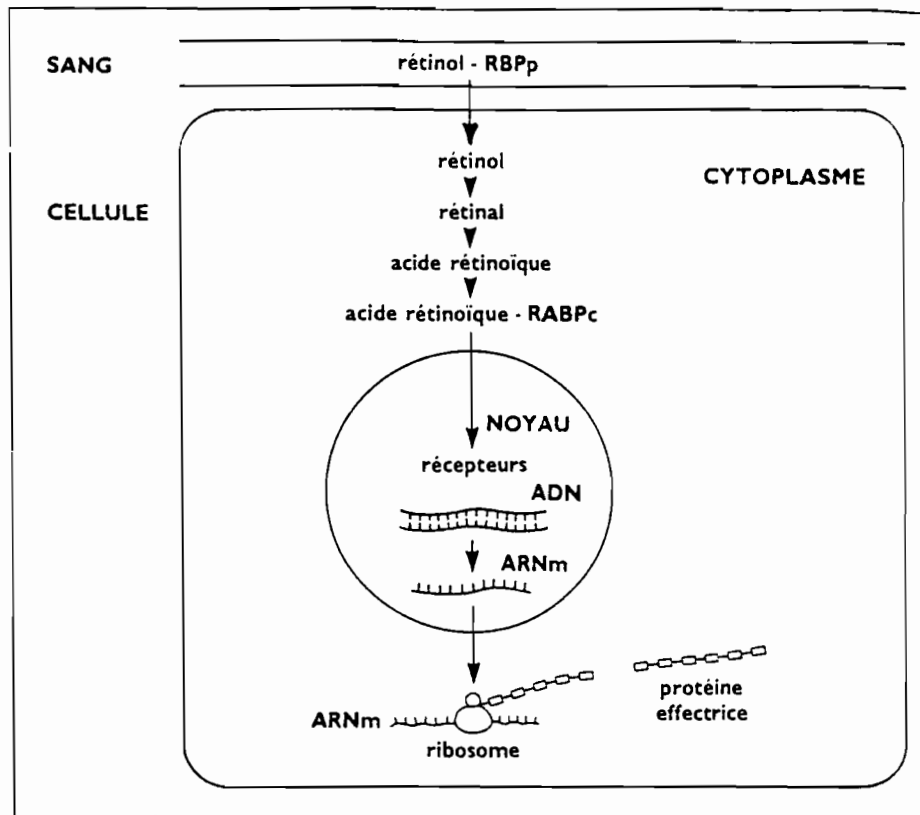 SANG
rétinol - RBPp
rétinol
CYTOPLASME
CELLULE
rétinal
acide rétinoïque
acide rétinoïque - RABPc
NOYAU
récepteurs
ADN
ARNm
protéine
effectrice
ARNm
ribosome